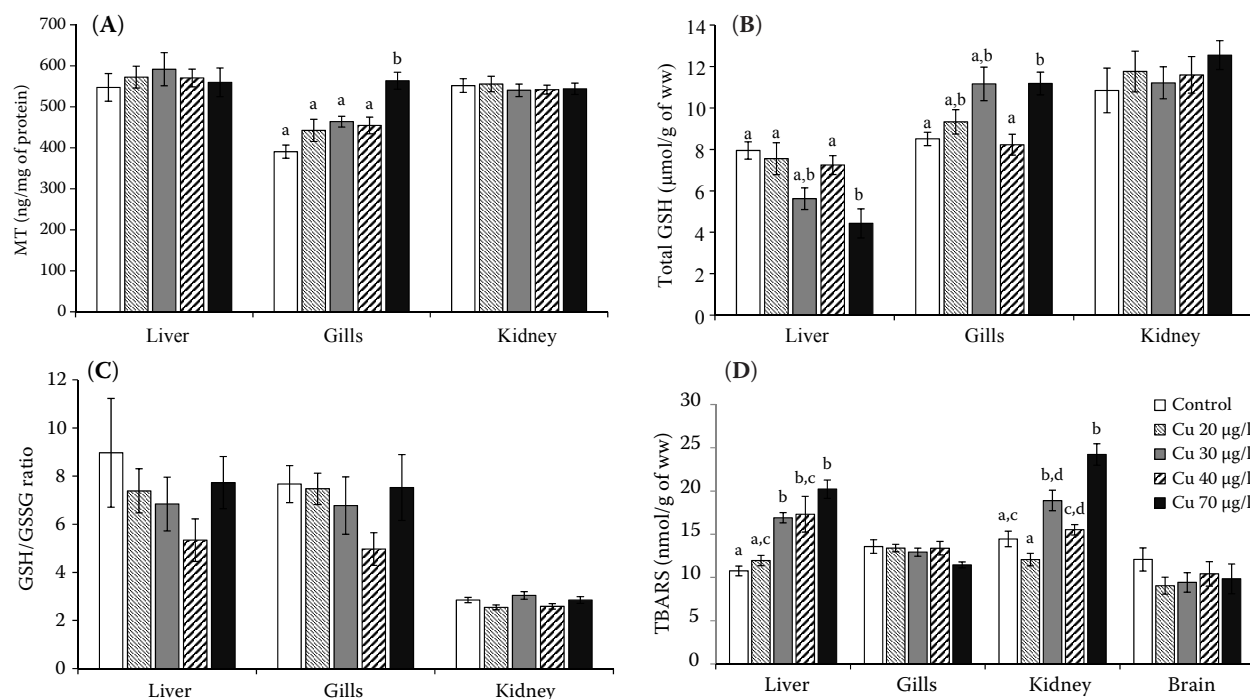 (A)
MT (ng/mg of protein)
700
600
500
400
300
200
100
0
a
a
a
a
b
Liver
Gills
Kidney
(B)
Total GSH (µmol/g of ww)
14
12
10
8
6
4
2
0
a
a
a,b
a
b
a
a,b
a,b
a
b
Liver
Gills
Kidney
(C)
GSH/GSSG ratio
12
10
8
6
4
2
0
Liver
Gills
Kidney
(D)
TBARS (nmol/g of ww)
30
25
20
15
10
5
0
a
a,c
b
b,c
b
a,c
a
b,d
c,d
b
Liver
Gills
Kidney
Brain
Control
Cu 20 µg/l
Cu 30 µg/l
Cu 40 µg/l
Cu 70 µg/l